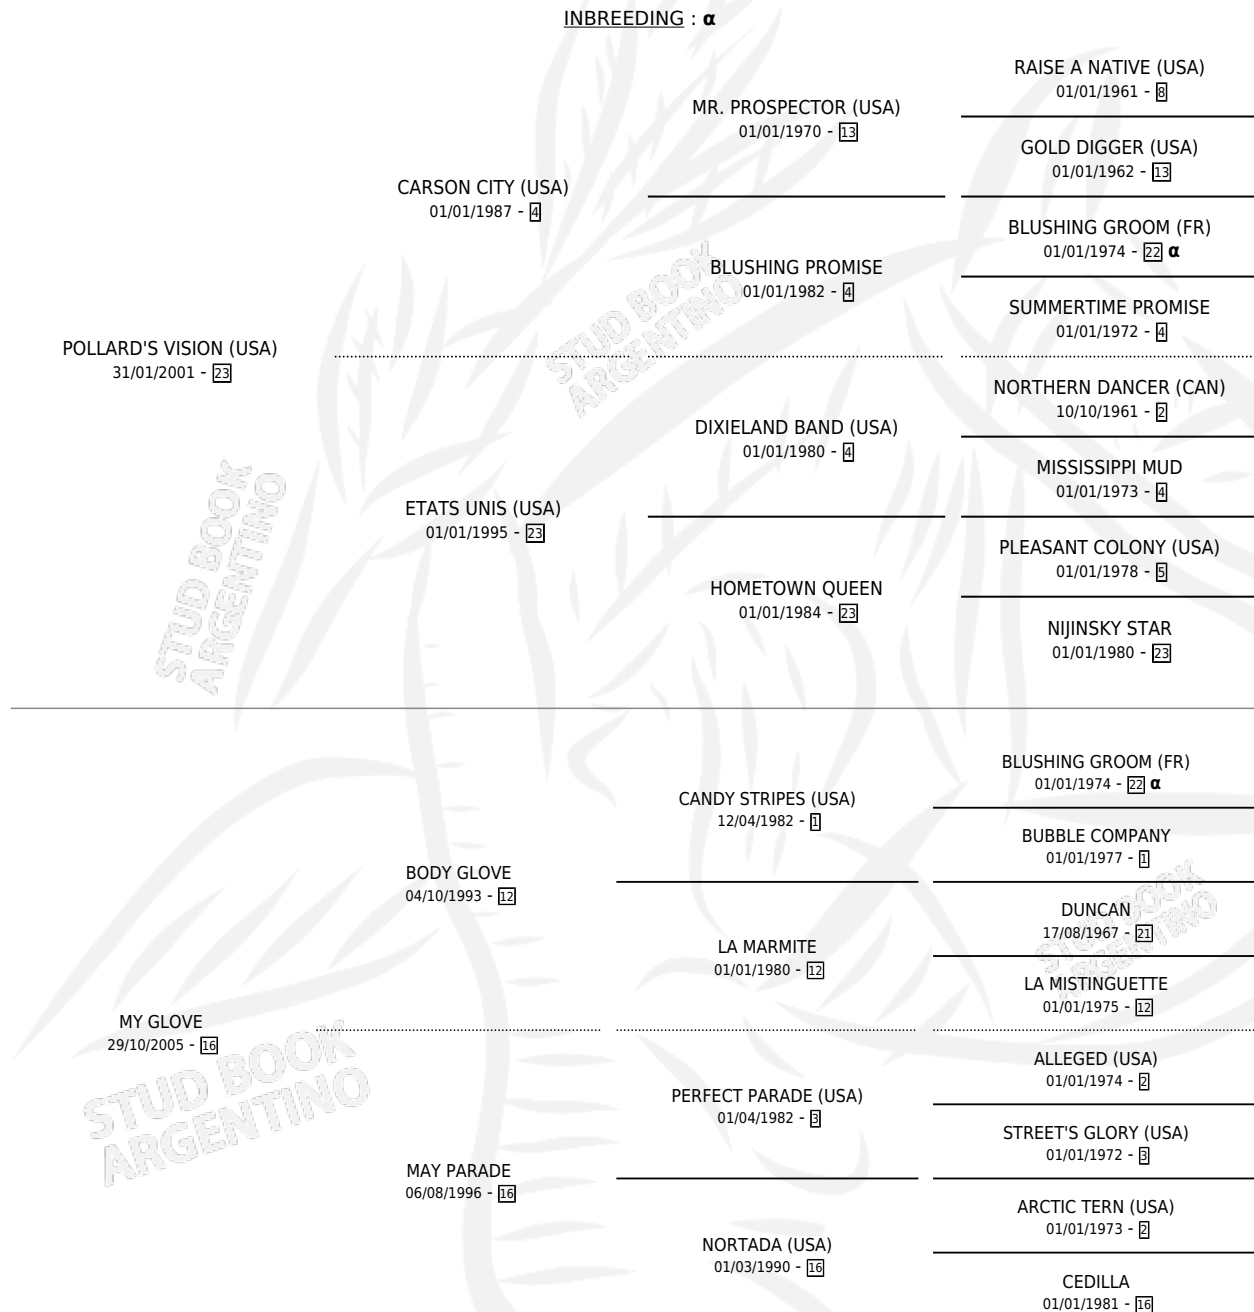 INBREEDING : α
RAISE A NATIVE (USA)
01/01/1961 - 8
MR. PROSPECTOR (USA)
01/01/1970 - 13
GOLD DIGGER (USA)
01/01/1962 - 13
CARSON CITY (USA)
01/01/1987 - 4
BLUSHING GROOM (FR)
01/01/1974 - 22 α
BLUSHING PROMISE
01/01/1982 - 4
SUMMERTIME PROMISE
01/01/1972 - 4
POLLARD'S VISION (USA)
31/01/2001 - 23
NORTHERN DANCER (CAN)
10/10/1961 - 2
DIXIELAND BAND (USA)
01/01/1980 - 4
MISSISSIPPI MUD
01/01/1973 - 4
ETATS UNIS (USA)
01/01/1995 - 23
PLEASANT COLONY (USA)
01/01/1978 - 5
HOMETOWN QUEEN
01/01/1984 - 23
NIJINSKY STAR
01/01/1980 - 23
BLUSHING GROOM (FR)
01/01/1974 - 22 α
CANDY STRIPES (USA)
12/04/1982 - 1
BUBBLE COMPANY
01/01/1977 - 1
BODY GLOVE
04/10/1993 - 12
DUNCAN
17/08/1967 - 21
LA MARMITE
01/01/1980 - 12
LA MISTINGUETTE
01/01/1975 - 12
MY GLOVE
29/10/2005 - 16
ALLEGED (USA)
01/01/1974 - 2
PERFECT PARADE (USA)
01/04/1982 - 3
STREET'S GLORY (USA)
01/01/1972 - 3
MAY PARADE
06/08/1996 - 16
ARCTIC TERN (USA)
01/01/1973 - 2
NORTADA (USA)
01/03/1990 - 16
CEDILLA
01/01/1981 - 16
STUD BOOK
ARGENTINO
STUD BOOK
ARGENTINO
STUD BOOK
ARGENTINO
STUD BOOK
ARGENTINO